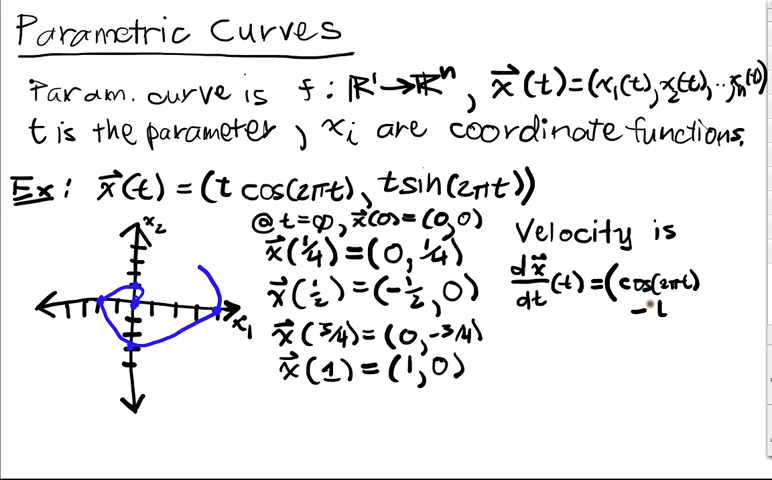 Parametric Curves
Param. curve is f: ℝ¹→ℝⁿ, x⃗(t)=(x₁(t),x₂(t),...xₙ(t))
t is the parameter, xᵢ are coordinate functions.
Ex: x⃗(t) = (t cos(2πt), t sin(2πt))
@ t=0, x⃗(0)=(0,0)
x⃗(1/4)=(0,1/4)
x⃗(1/2)=(-1/2,0)
x⃗(3/4)=(0,-3/4)
x⃗(1)=(1,0)
x₂
x₁
Velocity is
dx⃗/dt(t)=(cos(2πt)
-